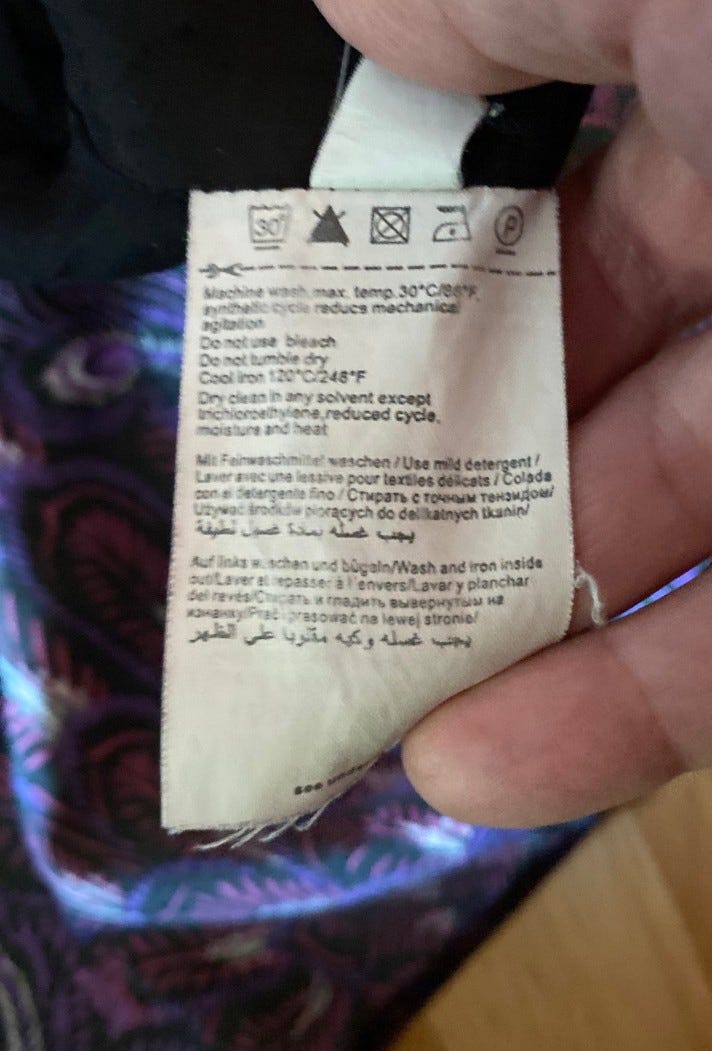 30°
P
Machine wash max. temp. 30°C/86°F,
synthetic cycle reducs mechanical
agitation
Do not use bleach
Do not tumble dry
Cool iron 120°C/248°F
Dry clean in any solvent except
trichloroethylene,reduced cycle,
moisture and heat
Mit Feinwaschmittel waschen / Use mild detergent /
Laver avec une lessive pour textiles délicats / Colada
con el detergente fino / Стирать с точным тензидом/
Używać środków piorących do delikatnych tkanin/
يجب غسله بمادة غسيل لطيفة
Auf links waschen und bügeln/Wash and iron inside
out/Laver et repasser à l'envers/Lavar y planchar
del revés/Стирать и гладить вывернутыш на
изнанку/Prać i prasować na lewej stronie/
يجب غسله وكيه مقلوبا على الظهر
see